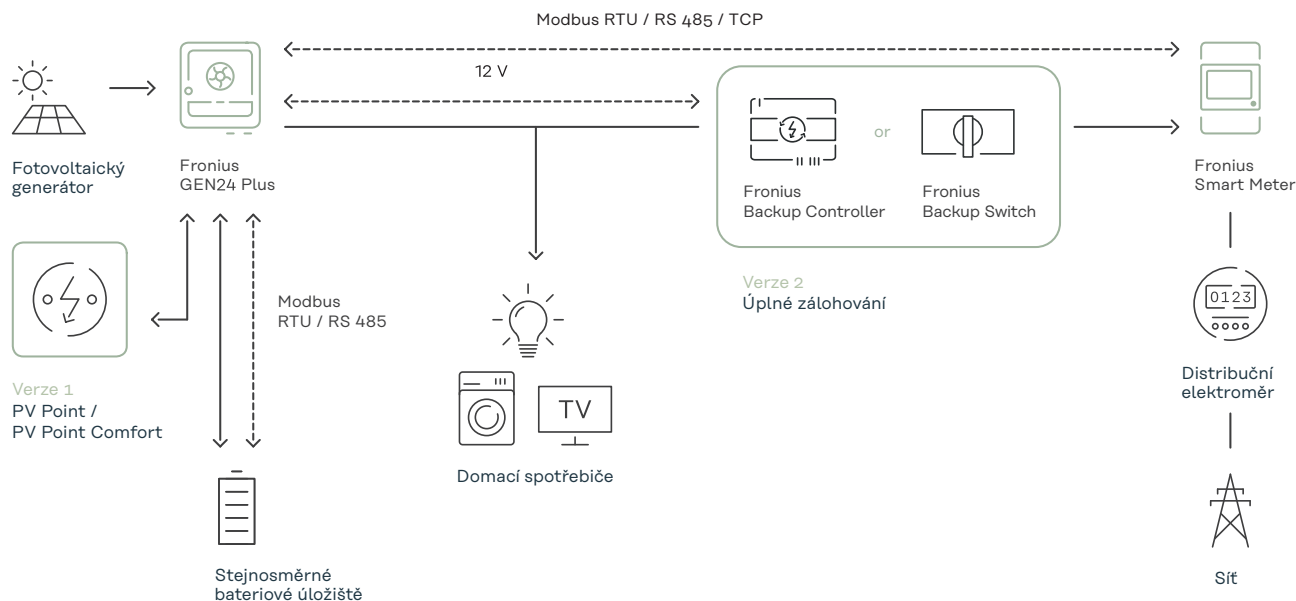 Modbus RTU / RS 485 / TCP
12 V
Fotovoltaický
generátor
Fronius
GEN24 Plus
or
Fronius
Backup Controller
Fronius
Backup Switch
Fronius
Smart Meter
Verze 2
Úplné zálohování
Modbus
RTU / RS 485
0123
Verze 1
PV Point /
PV Point Comfort
TV
Domací spotřebiče
Distribuční
elektroměr
Stejnosměrné
bateriové úložiště
Síť